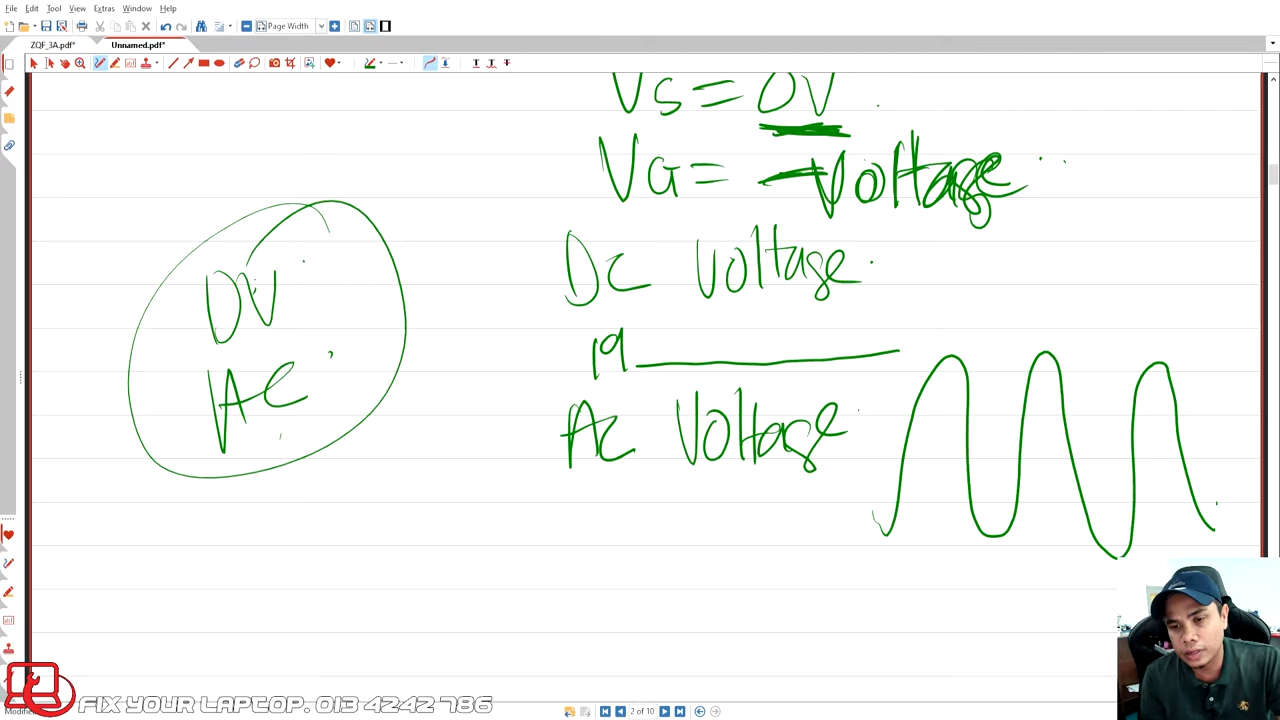 File Edit Tool View Extras Window Help
Page Width
ZQF_3A.pdf* Unnamed.pdf*
Vs = 0V
VG = - Voltage
DC Voltage
19
AC Voltage
0V
AC
FIX YOUR LAPTOP. 013 4242 786
2 of 10